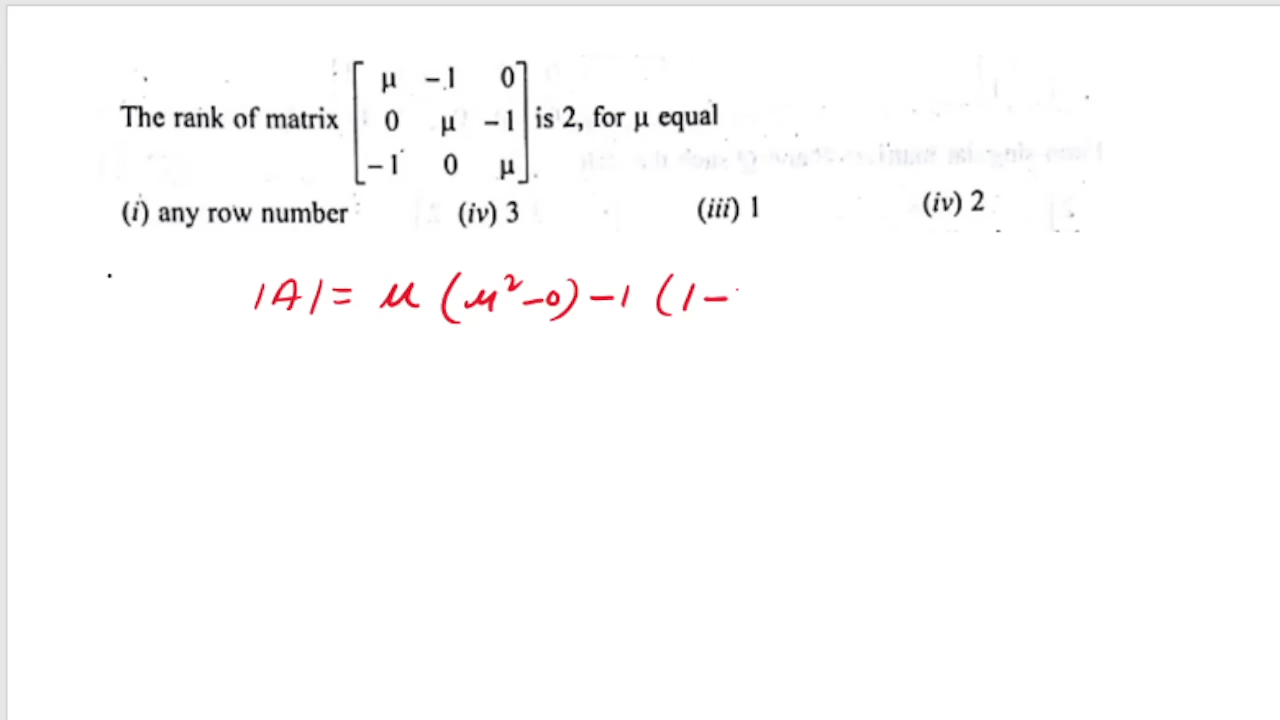 The rank of matrix [μ -1 0] is 2, for μ equal
[0 μ -1]
[-1 0 μ]
(i) any row number (iv) 3 (iii) 1 (iv) 2
|A| = μ (μ²-0) -1 (1-